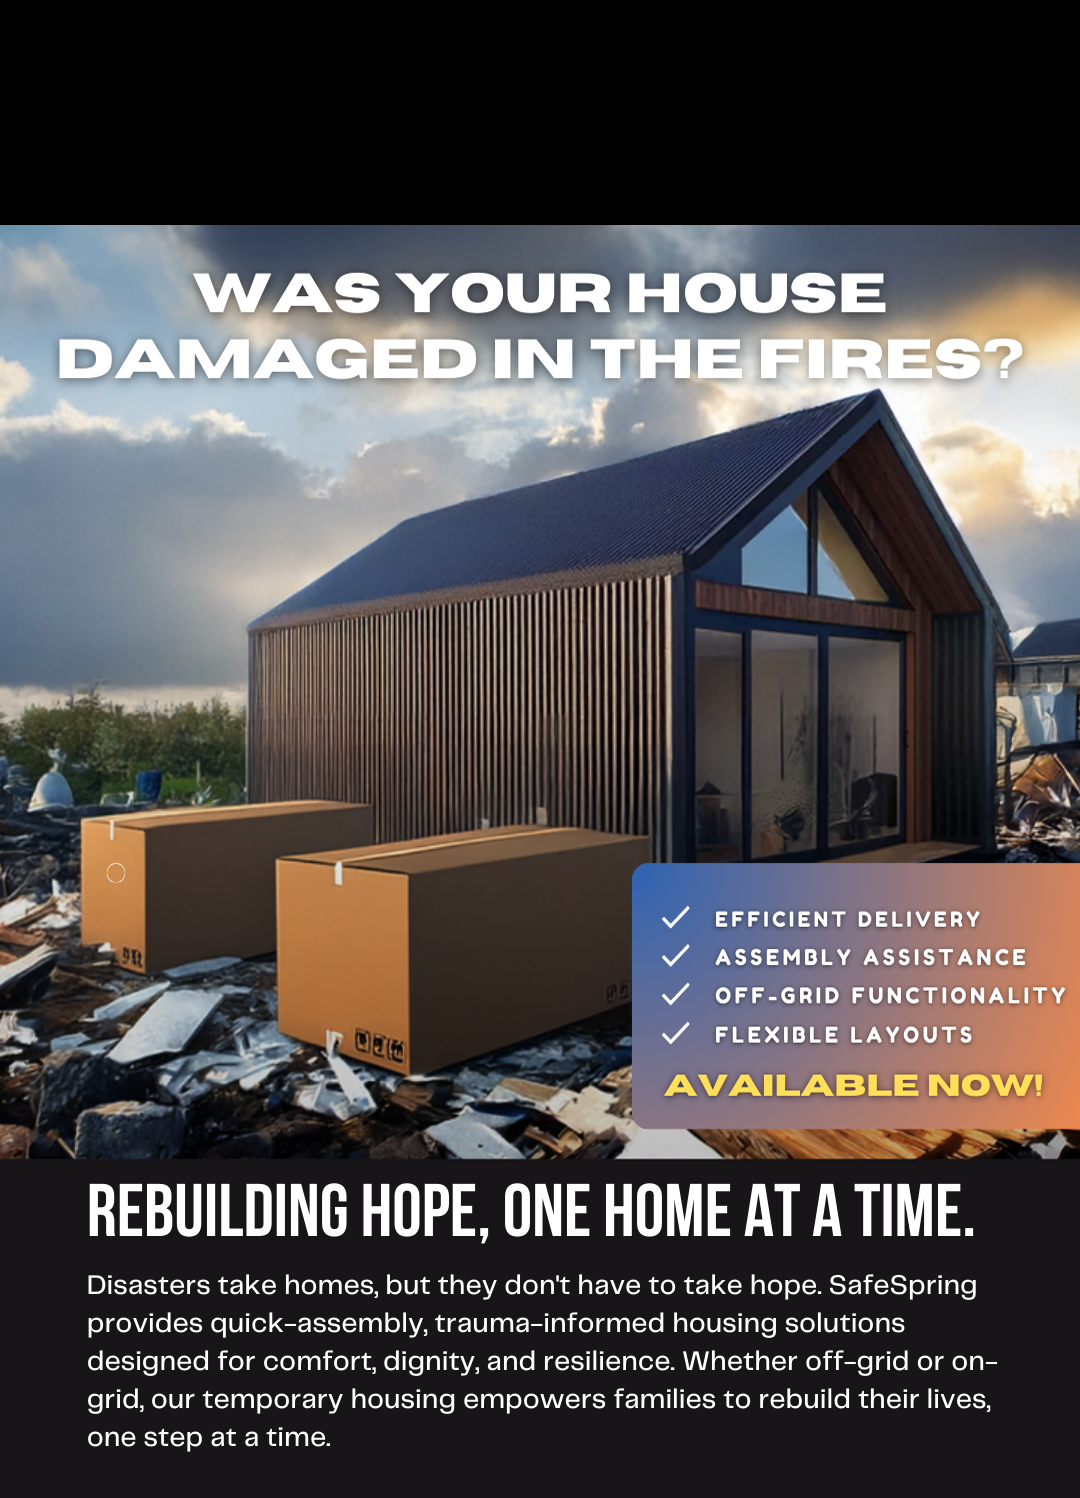 WAS YOUR HOUSE
DAMAGED IN THE FIRES?
EFFICIENT DELIVERY
ASSEMBLY ASSISTANCE
OFF-GRID FUNCTIONALITY
FLEXIBLE LAYOUTS
AVAILABLE NOW!
REBUILDING HOPE, ONE HOME AT A TIME.
Disasters take homes, but they don't have to take hope. SafeSpring
provides quick-assembly, trauma-informed housing solutions
designed for comfort, dignity, and resilience. Whether off-grid or on-
grid, our temporary housing empowers families to rebuild their lives,
one step at a time.